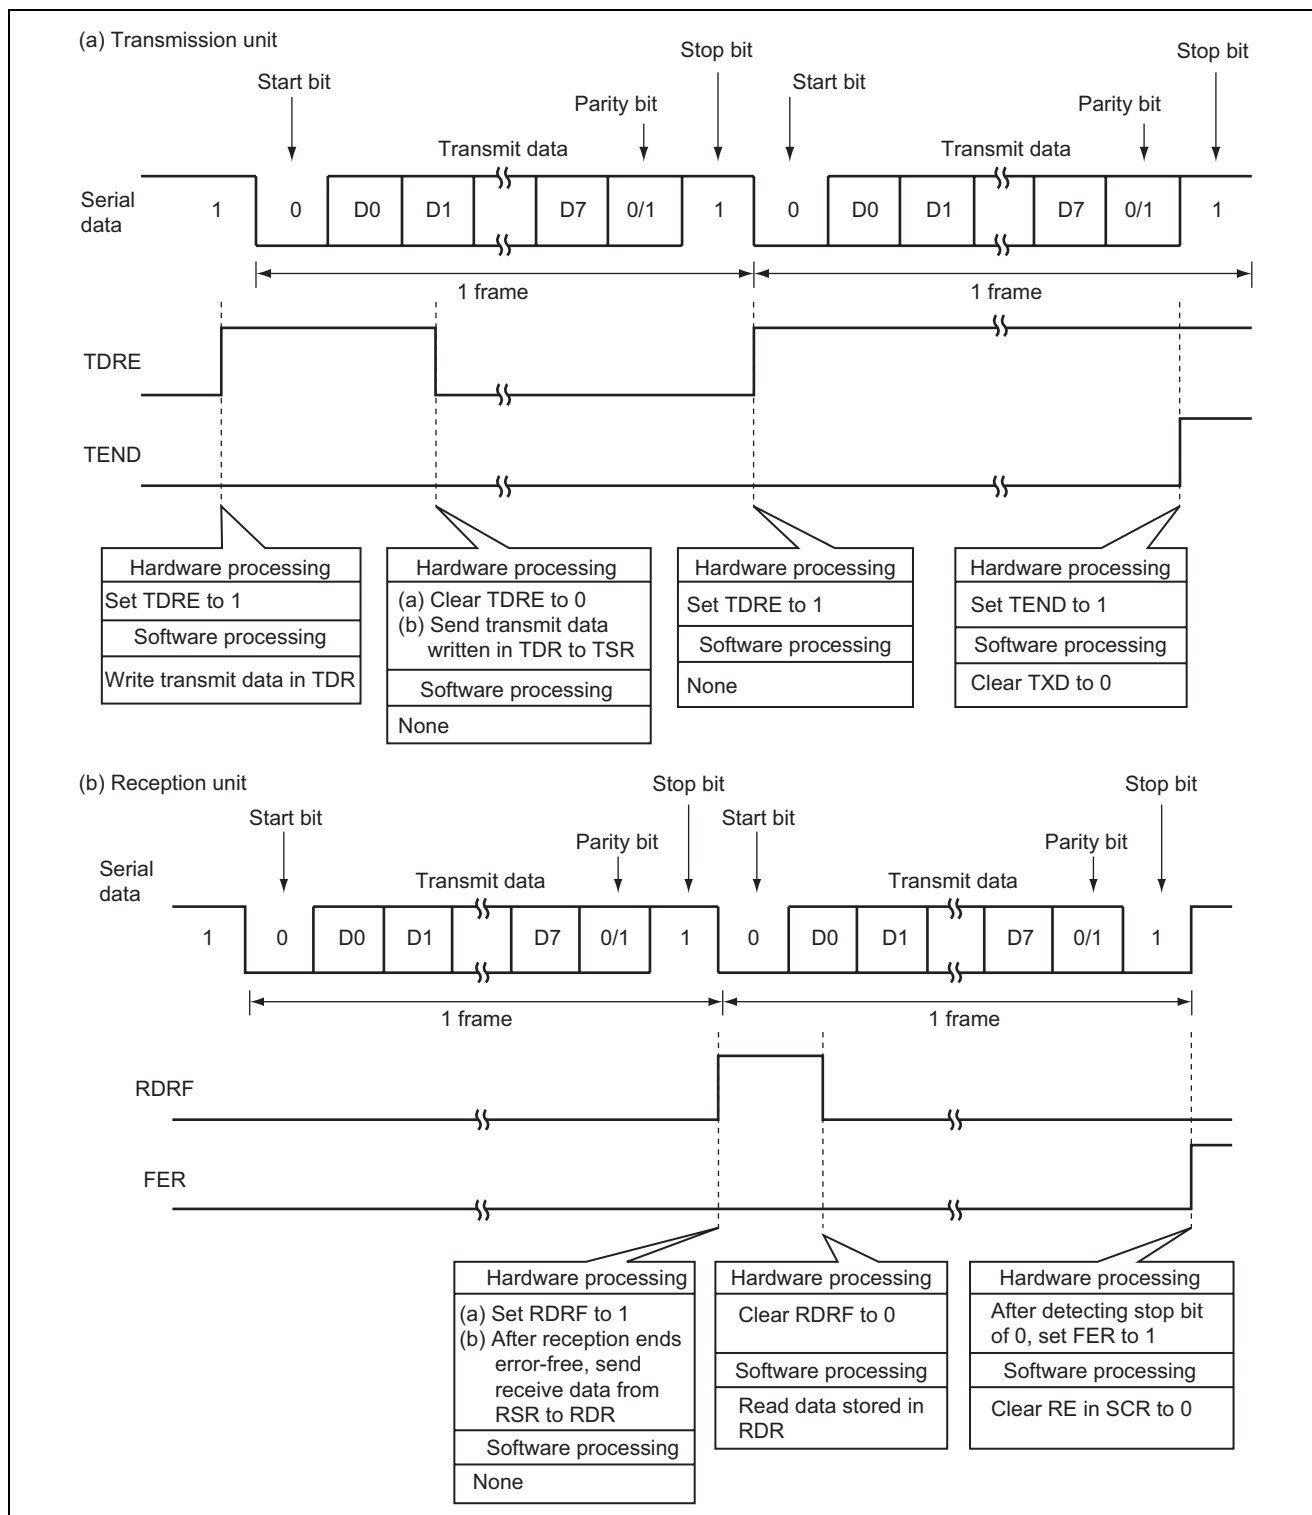 (a) Transmission unit
Stop bit Stop bit
Start bit Start bit
Parity bit Parity bit
Transmit data Transmit data
Serial data
1 0 D0 D1 D7 0/1 1 0 D0 D1 D7 0/1 1
1 frame 1 frame
TDRE
TEND
Hardware processing
Set TDRE to 1
Software processing
Write transmit data in TDR
Hardware processing
(a) Clear TDRE to 0
(b) Send transmit data
written in TDR to TSR
Software processing
None
Hardware processing
Set TDRE to 1
Software processing
None
Hardware processing
Set TEND to 1
Software processing
Clear TXD to 0
(b) Reception unit
Stop bit Stop bit
Start bit Start bit
Parity bit Parity bit
Serial data
Transmit data Transmit data
1 0 D0 D1 D7 0/1 1 0 D0 D1 D7 0/1 1
1 frame 1 frame
RDRF
FER
Hardware processing
(a) Set RDRF to 1
(b) After reception ends
error-free, send
receive data from
RSR to RDR
Software processing
None
Hardware processing
Clear RDRF to 0
Software processing
Read data stored in
RDR
Hardware processing
After detecting stop bit
of 0, set FER to 1
Software processing
Clear RE in SCR to 0